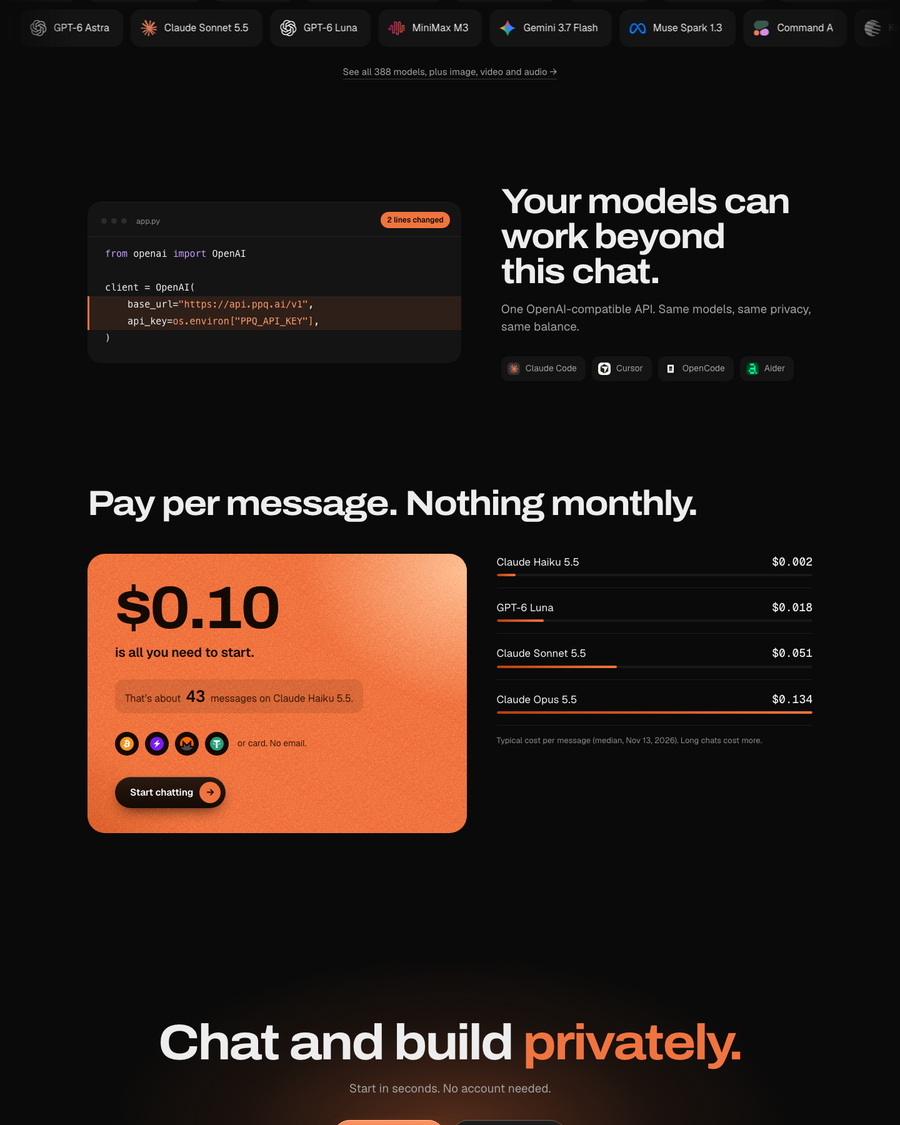 GPT-6 Astra
Claude Sonnet 5.5
GPT-6 Luna
MiniMax M3
Gemini 3.7 Flash
Muse Spark 1.3
Command A
See all 388 models, plus image, video and audio →
app.py
2 lines changed
from openai import OpenAI
client = OpenAI(
base_url="https://api.ppq.ai/v1",
api_key=os.environ["PPQ_API_KEY"],
)
Your models can
work beyond
this chat.
One OpenAI-compatible API. Same models, same privacy,
same balance.
Claude Code
Cursor
OpenCode
Aider
Pay per message. Nothing monthly.
$0.10
is all you need to start.
That's about 43 messages on Claude Haiku 5.5.
or card. No email.
Start chatting →
Claude Haiku 5.5 $0.002
GPT-6 Luna $0.018
Claude Sonnet 5.5 $0.051
Claude Opus 5.5 $0.134
Typical cost per message (median, Nov 13, 2026). Long chats cost more.
Chat and build privately.
Start in seconds. No account needed.